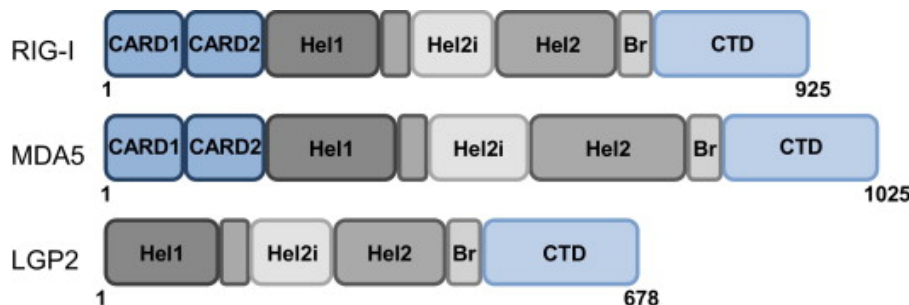 RIG-I CARD1 CARD2 Hel1 Hel2i Hel2 Br CTD
1 925
MDA5 CARD1 CARD2 Hel1 Hel2i Hel2 Br CTD
1 1025
LGP2 Hel1 Hel2i Hel2 Br CTD
1 678